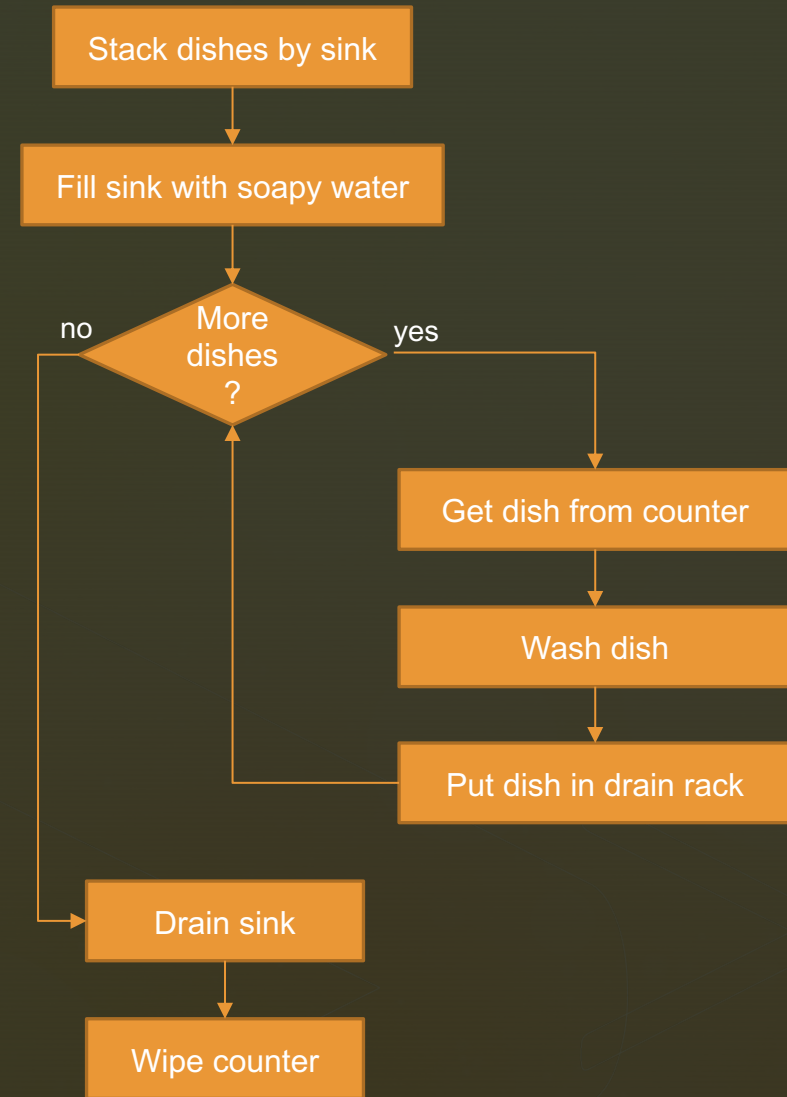 Stack dishes by sink
Fill sink with soapy water
More
dishes
?
no
yes
Get dish from counter
Wash dish
Put dish in drain rack
Drain sink
Wipe counter